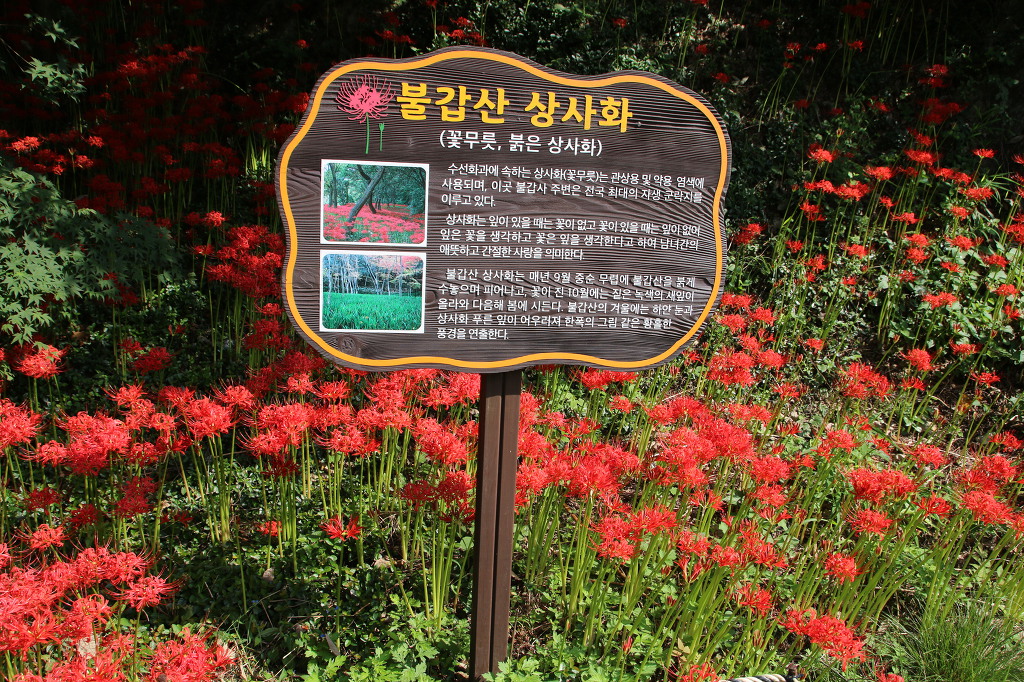 불갑산 상사화
(꽃무릇, 붉은 상사화)
수선화과에 속하는 상사화(꽃무릇)는 관상용 및 약용, 염색에
사용되며, 이곳 불갑사 주변은 전국 최대의 자생 군락지를
이루고 있다.
상사화는 잎이 있을 때는 꽃이 없고 꽃이 있을 때는 잎이 없어
잎은 꽃을 생각하고 꽃은 잎을 생각한다고 하여 남녀간의
애뜻하고 간절한 사랑을 의미한다.
불갑산 상사화는 매년 9월 중순 무렵에 불갑산을 붉게
수놓으며 피어나고, 꽃이 진 10월에는 짙은 녹색의 새잎이
올라와 다음해 봄에 시든다. 불갑산의 겨울에는 하얀 눈과
상사화 푸른 잎이 어우러져 한폭의 그림 같은 황홀한
풍경을 연출한다.